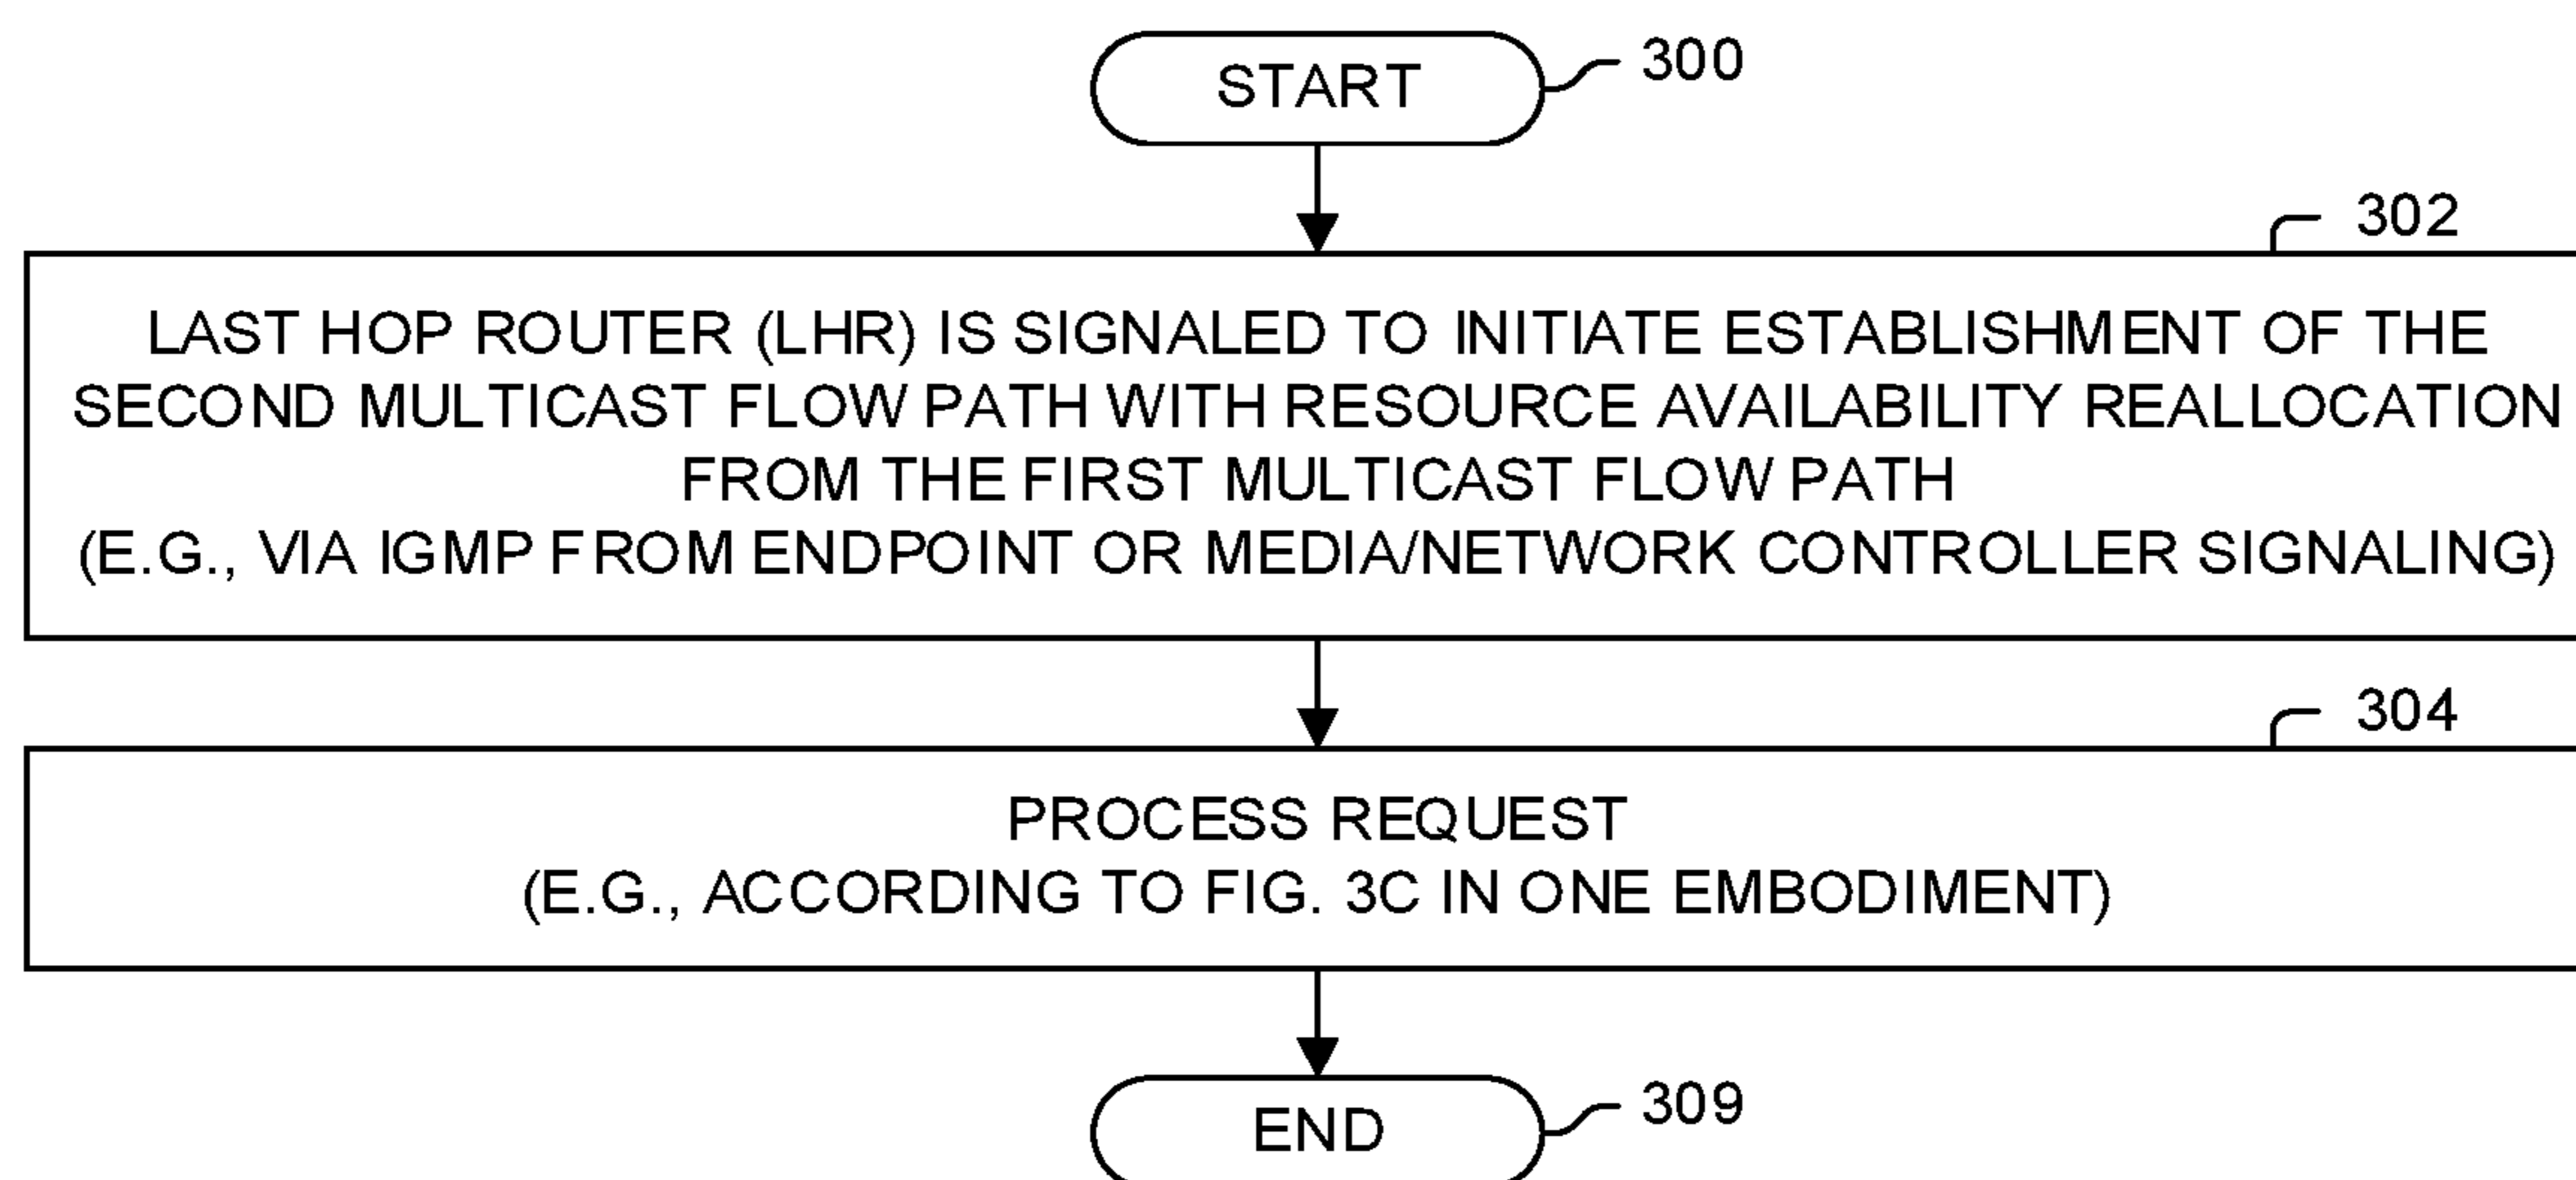 START
300
302
LAST HOP ROUTER (LHR) IS SIGNALED TO INITIATE ESTABLISHMENT OF THE
SECOND MULTICAST FLOW PATH WITH RESOURCE AVAILABILITY REALLOCATION
FROM THE FIRST MULTICAST FLOW PATH
(E.G., VIA IGMP FROM ENDPOINT OR MEDIA/NETWORK CONTROLLER SIGNALING)
304
PROCESS REQUEST
(E.G., ACCORDING TO FIG. 3C IN ONE EMBODIMENT)
END
309